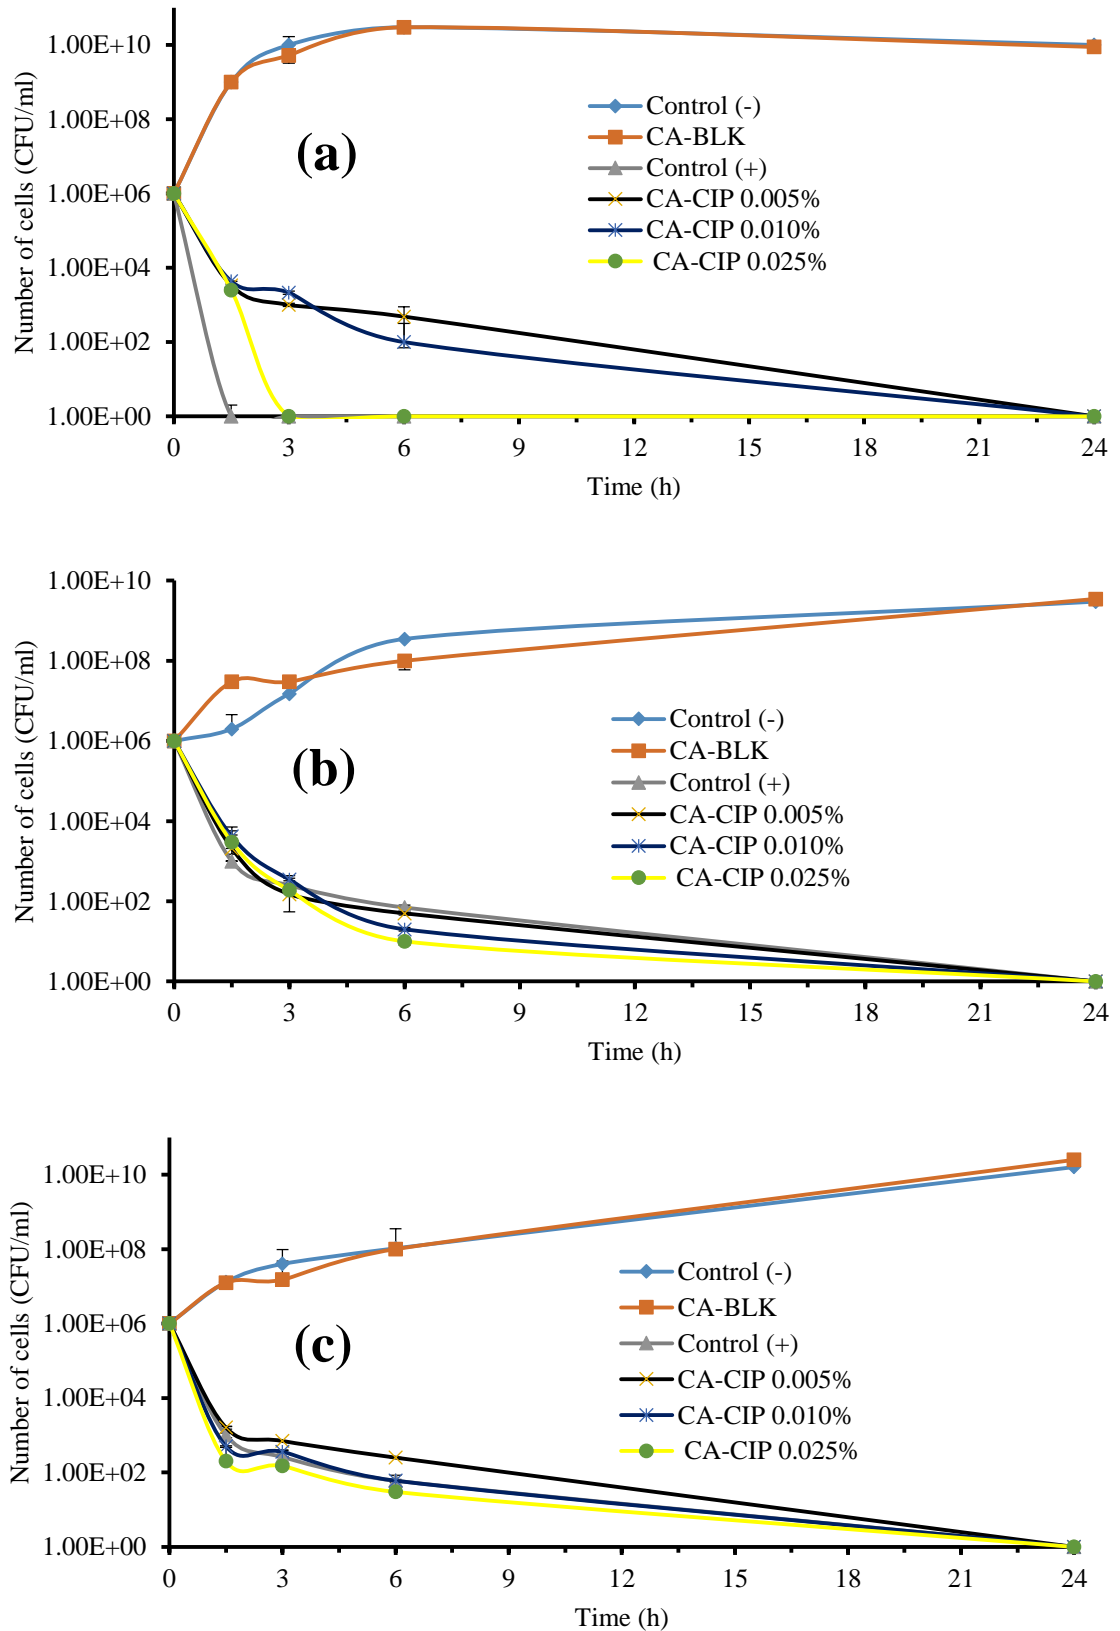 1.00E+10
1.00E+08
1.00E+06
1.00E+04
1.00E+02
1.00E+00
Number of cells (CFU/ml)
(a)
Control (-)
CA-BLK
Control (+)
CA-CIP 0.005%
CA-CIP 0.010%
CA-CIP 0.025%
0 3 6 9 12 15 18 21 24
Time (h)
1.00E+10
1.00E+08
1.00E+06
1.00E+04
1.00E+02
1.00E+00
Number of cells (CFU/ml)
(b)
Control (-)
CA-BLK
Control (+)
CA-CIP 0.005%
CA-CIP 0.010%
CA-CIP 0.025%
0 3 6 9 12 15 18 21 24
Time (h)
1.00E+10
1.00E+08
1.00E+06
1.00E+04
1.00E+02
1.00E+00
Number of cells (CFU/ml)
(c)
Control (-)
CA-BLK
Control (+)
CA-CIP 0.005%
CA-CIP 0.010%
CA-CIP 0.025%
0 3 6 9 12 15 18 21 24
Time (h)